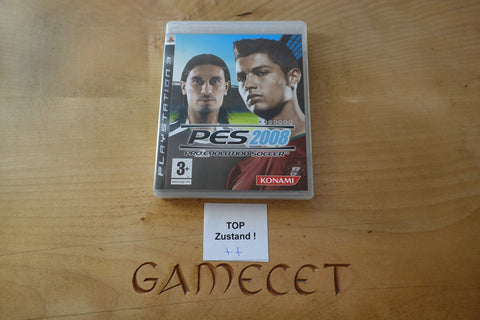 PLAYSTATION 3
PES 2008
PRO EVOLUTION SOCCER
3+
KONAMI
TOP
Zustand !
++
GAMECET